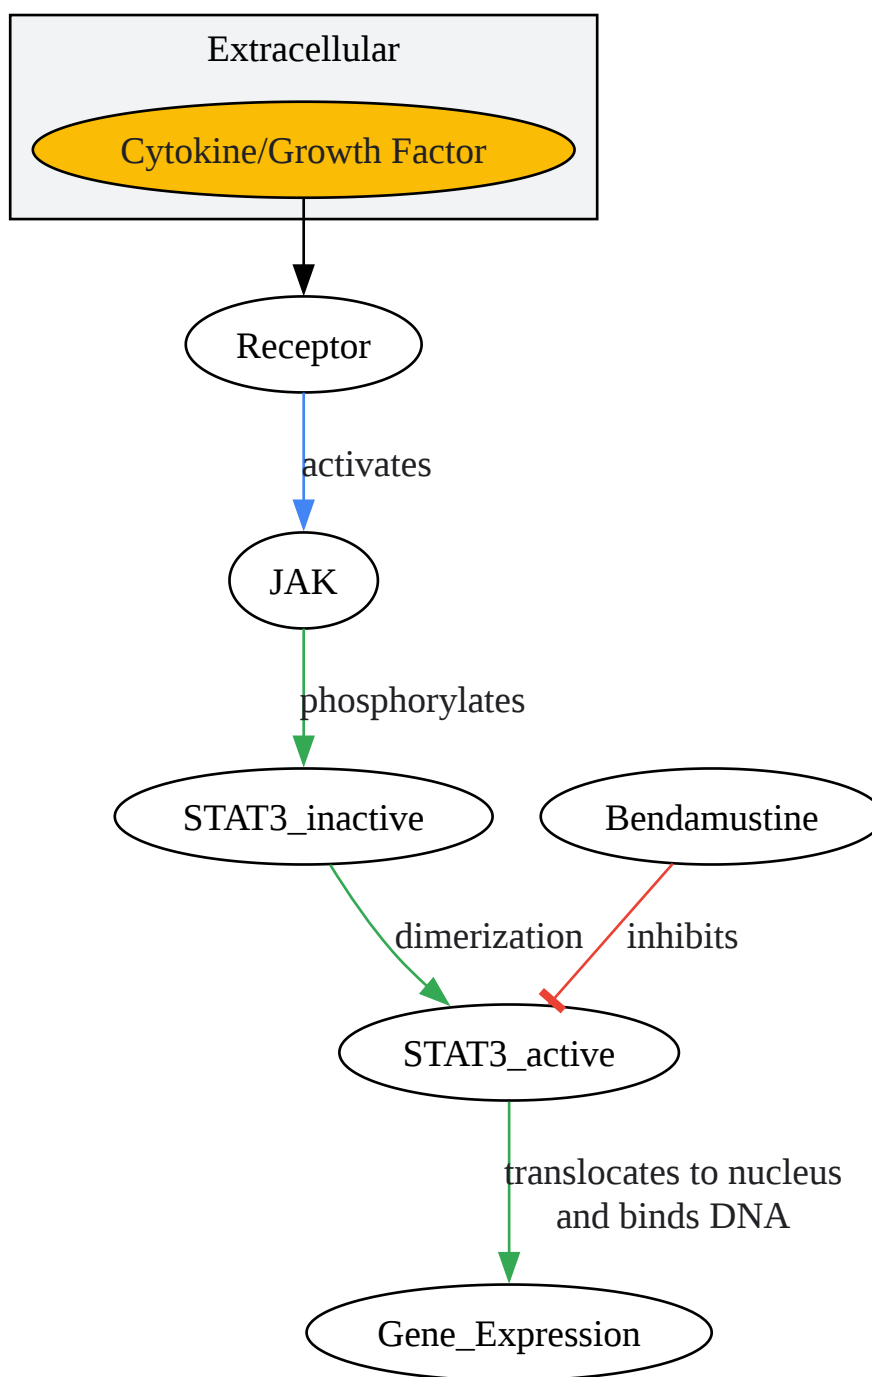 Extracellular
Cytokine/Growth Factor
Receptor
activates
JAK
phosphorylates
STAT3_inactive
Bendamustine
dimerization
inhibits
STAT3_active
translocates to nucleus
and binds DNA
Gene_Expression